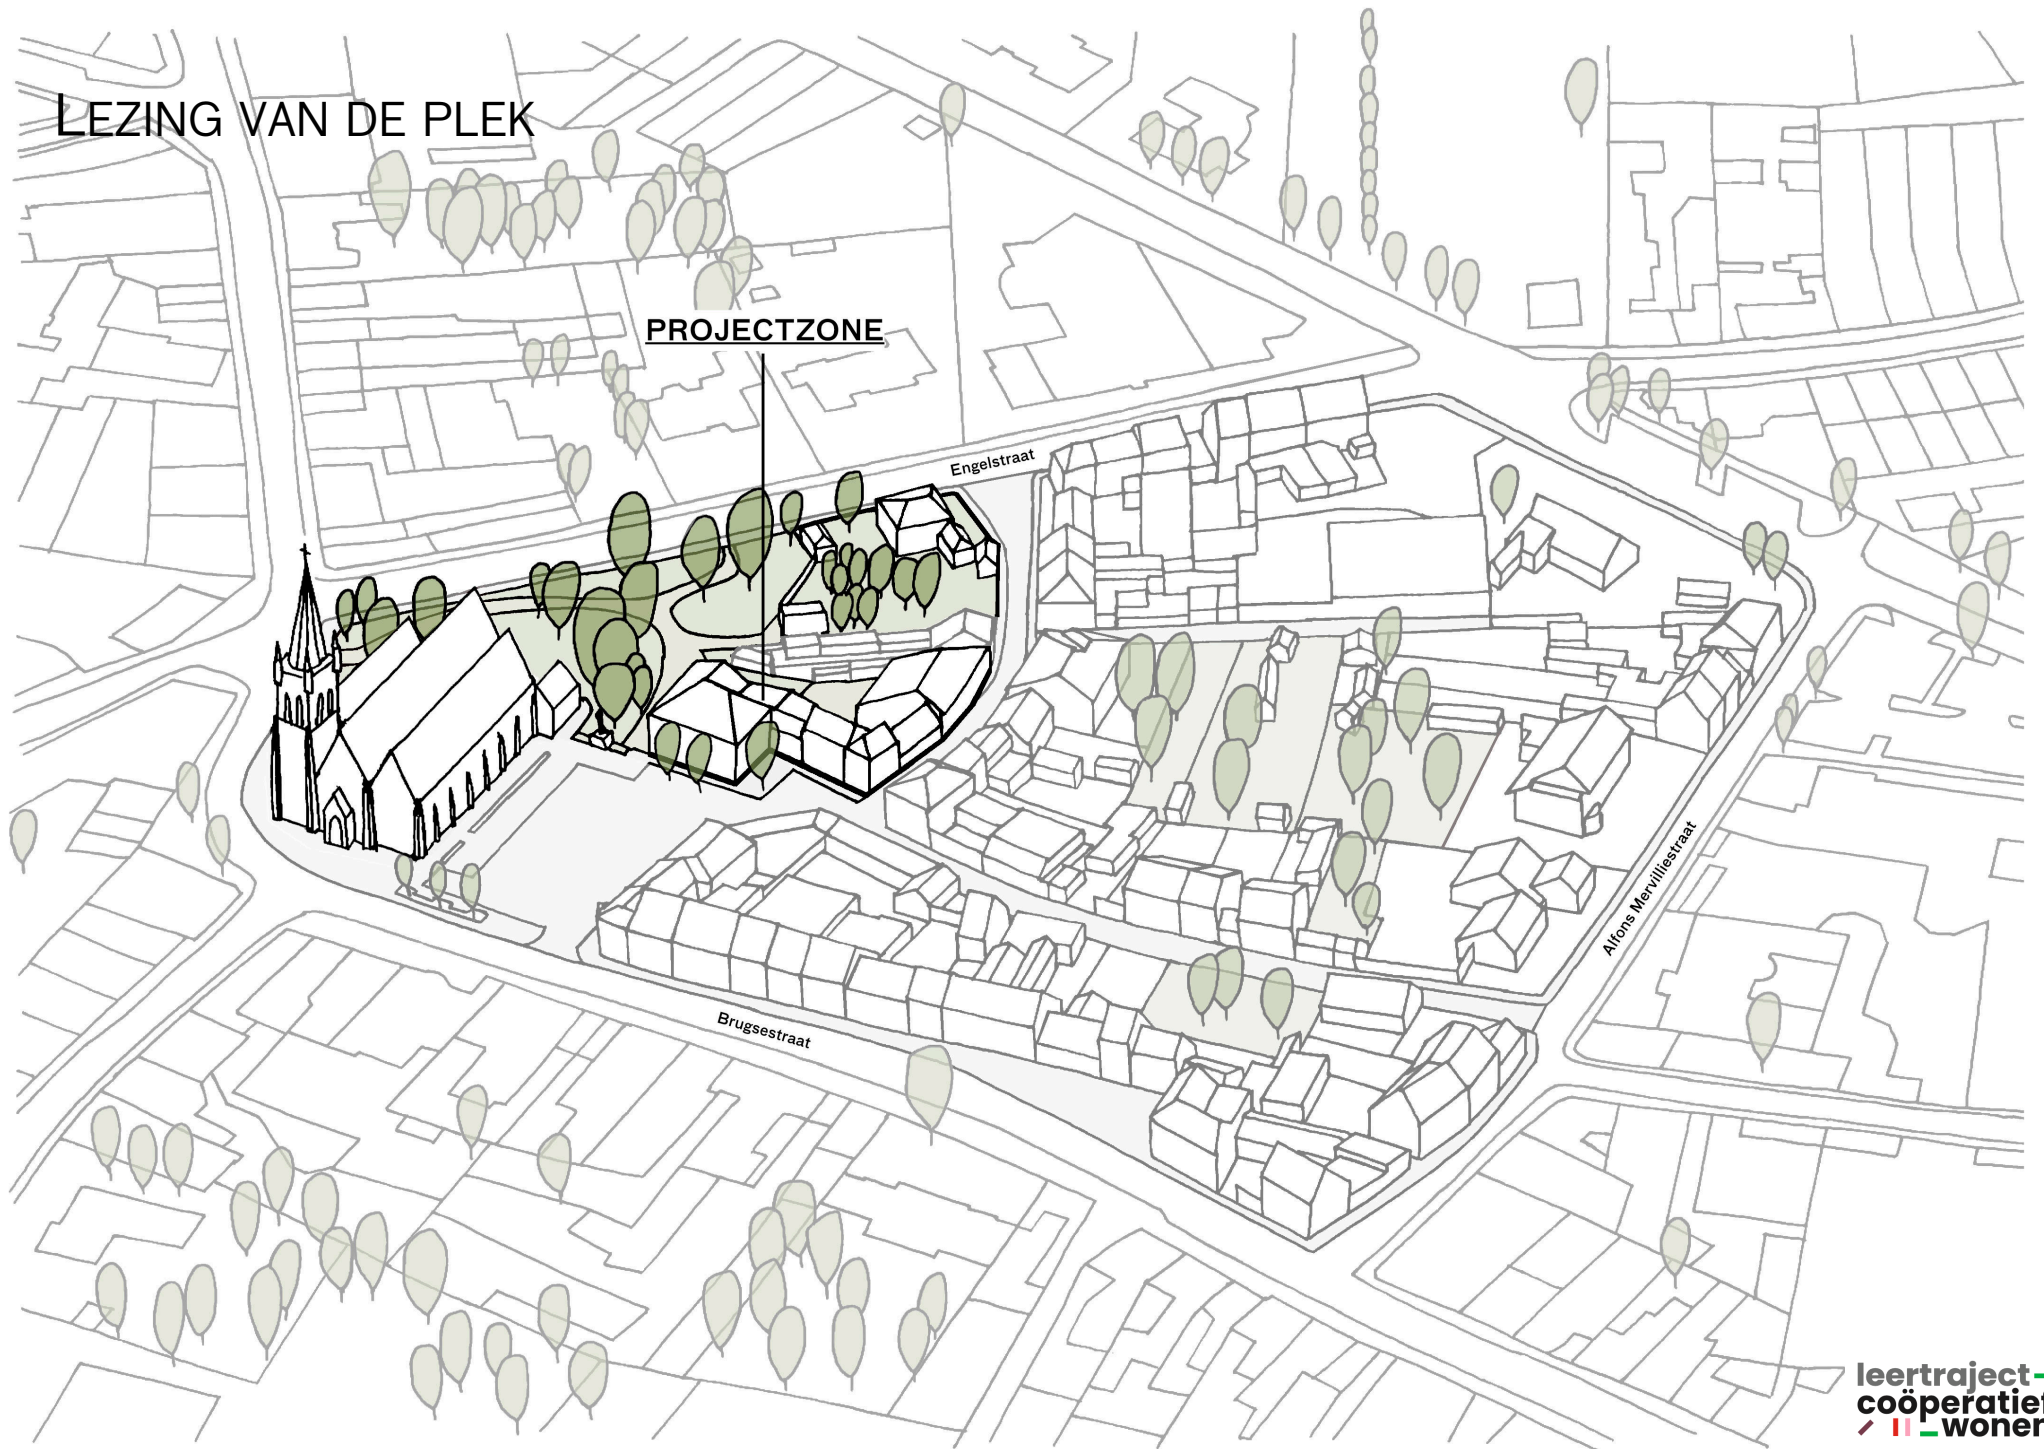 LEZING VAN DE PLEK
PROJECTZONE
Engelstraat
Alfons Mervilliestraat
Brugsestraat
leertraject
coöperatief
wonen